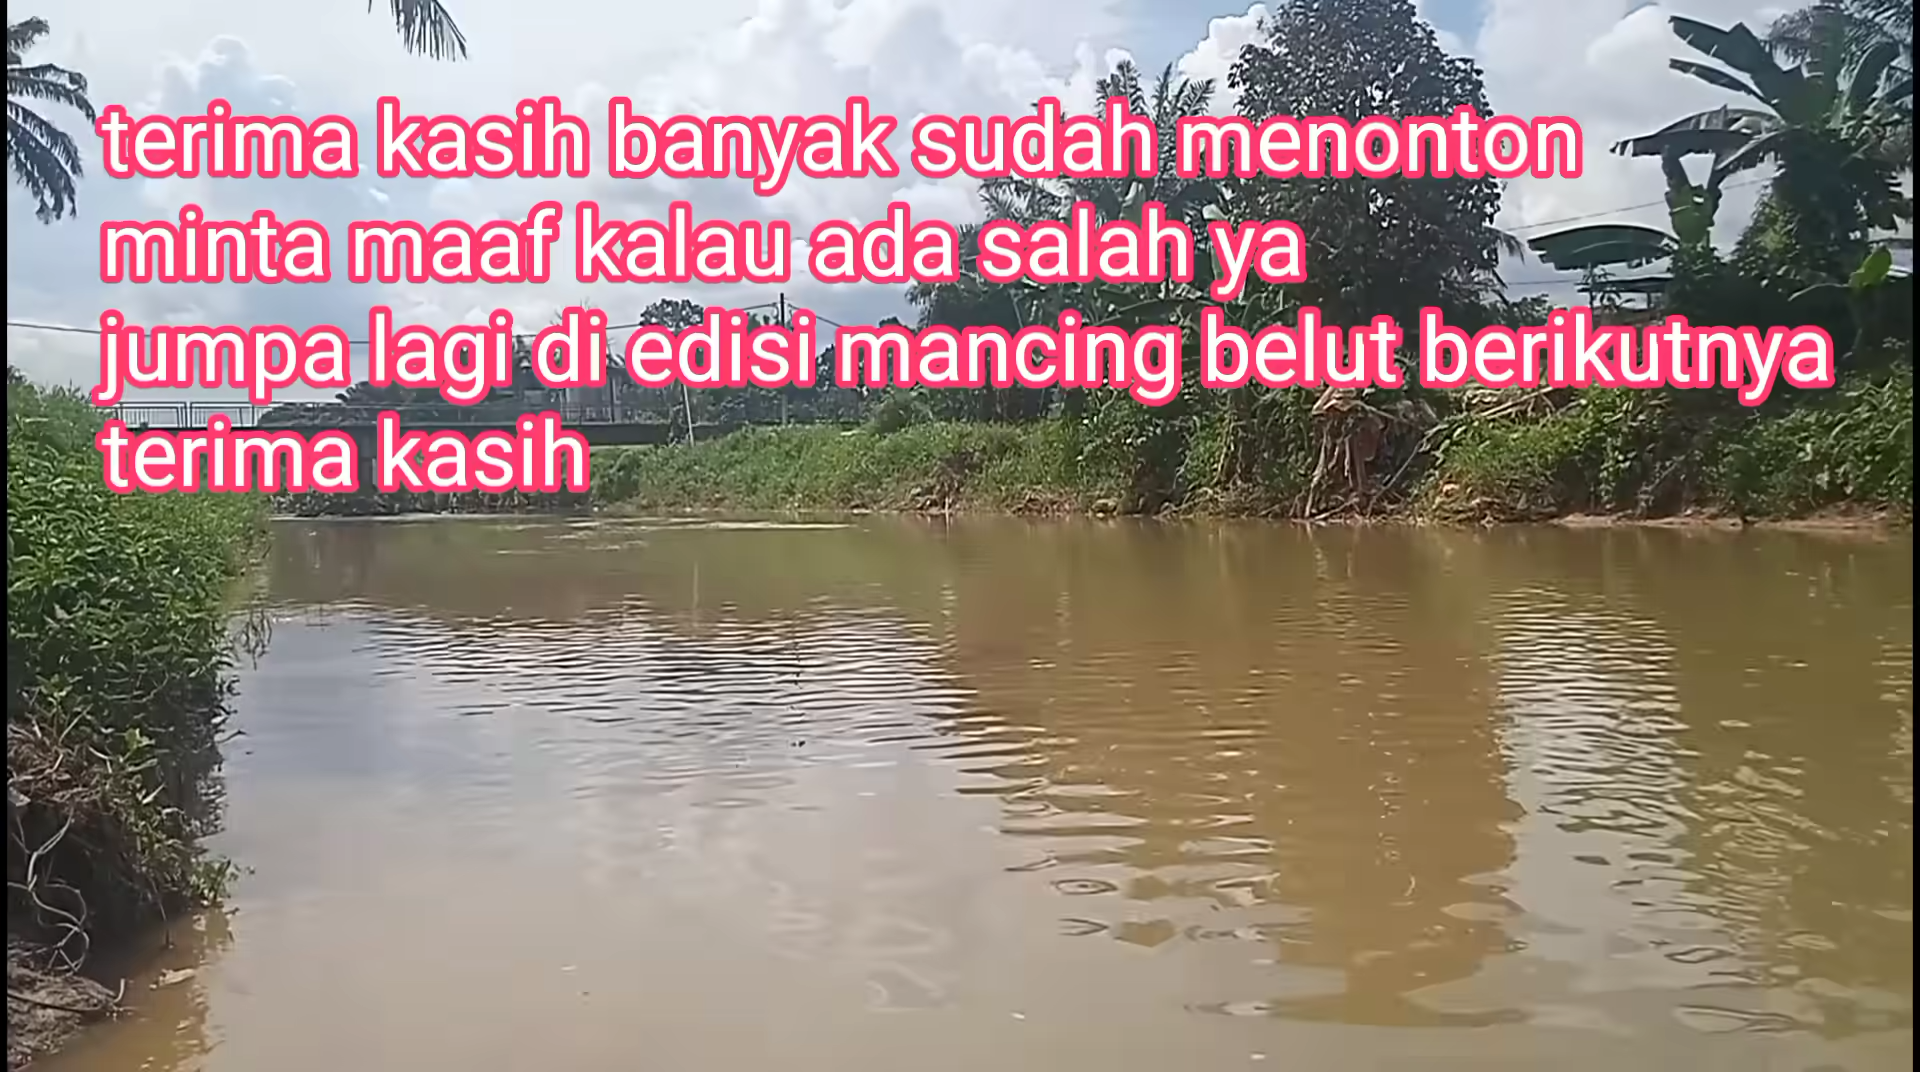 terima kasih banyak sudah menonton
minta maaf kalau ada salah ya
jumpa lagi di edisi mancing belut berikutnya
terima kasih